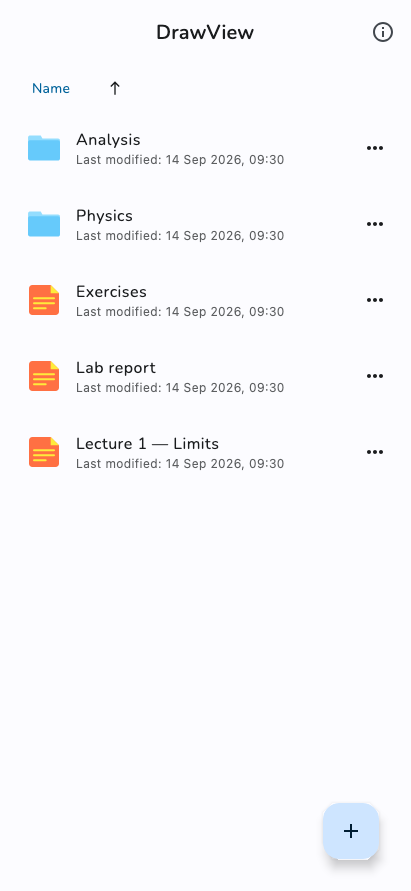 DrawView
Name
Analysis
Last modified: 14 Sep 2026, 09:30
Physics
Last modified: 14 Sep 2026, 09:30
Exercises
Last modified: 14 Sep 2026, 09:30
Lab report
Last modified: 14 Sep 2026, 09:30
Lecture 1 — Limits
Last modified: 14 Sep 2026, 09:30